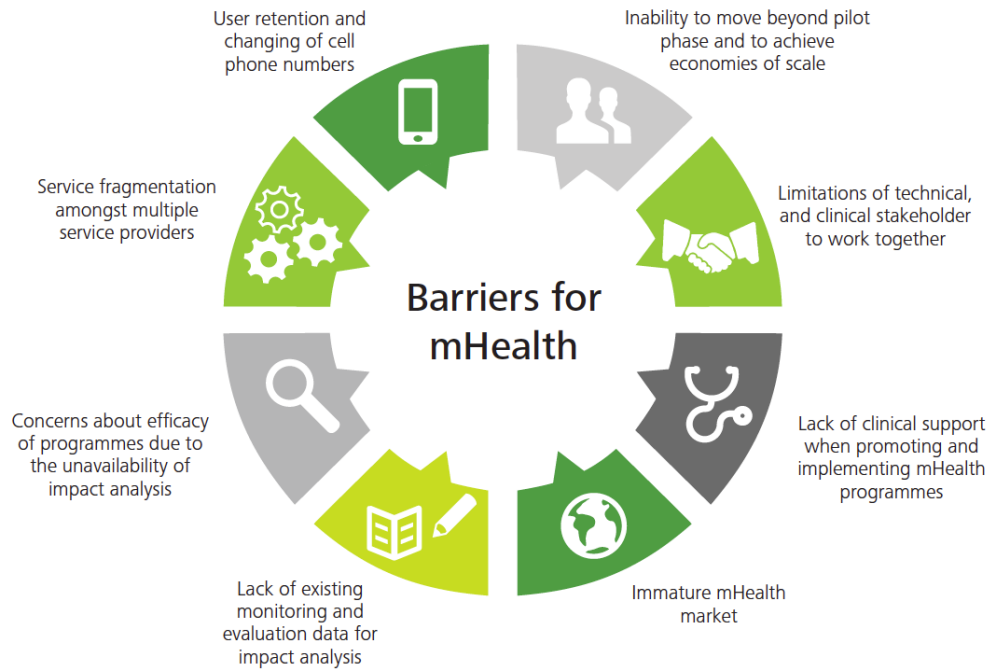 User retention and
changing of cell
phone numbers
Inability to move beyond pilot
phase and to achieve
economies of scale
Service fragmentation
amongst multiple
service providers
Limitations of technical,
and clinical stakeholder
to work together
Barriers for
mHealth
Concerns about efficacy
of programmes due to
the unavailability of
impact analysis
Lack of clinical support
when promoting and
implementing mHealth
programmes
Lack of existing
monitoring and
evaluation data for
impact analysis
Immature mHealth
market